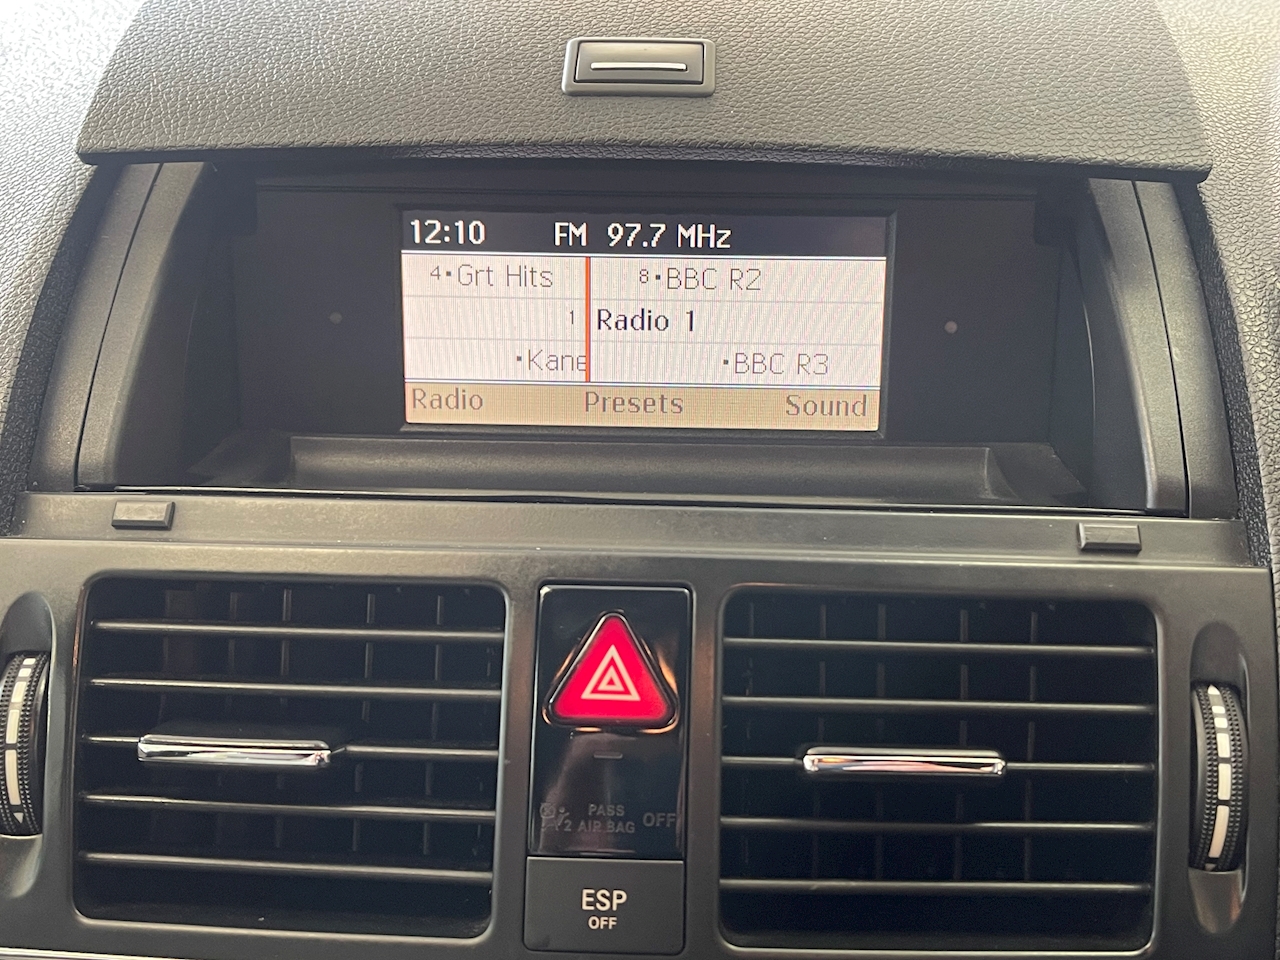 12:10 FM 97.7 MHz
4·Grt Hits 8·BBC R2
1 Radio 1
·Kane ·BBC R3
Radio Presets Sound
PASS
2 AIR BAG OFF
ESP
OFF